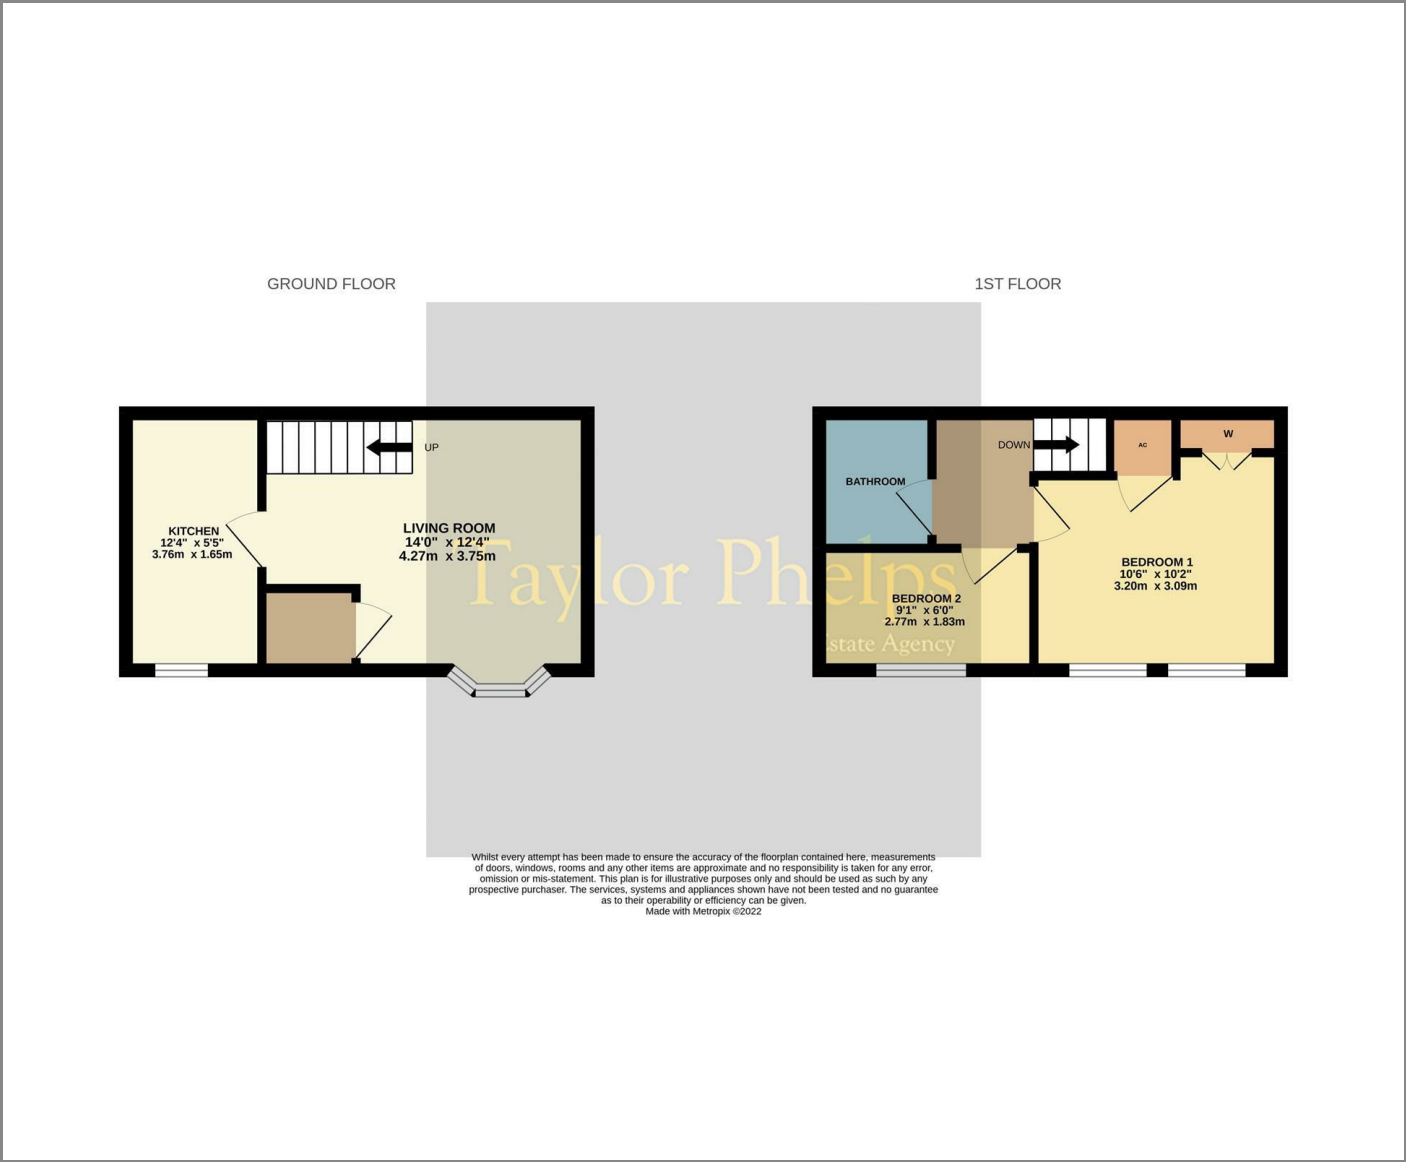 GROUND FLOOR
1ST FLOOR
UP
KITCHEN
12'4" x 5'5"
3.76m x 1.65m
LIVING ROOM
14'0" x 12'4"
4.27m x 3.75m
DOWN
AC
W
BATHROOM
BEDROOM 1
10'6" x 10'2"
3.20m x 3.09m
BEDROOM 2
9'1" x 6'0"
2.77m x 1.83m
Taylor Phelps
Estate Agency
Whilst every attempt has been made to ensure the accuracy of the floorplan contained here, measurements
of doors, windows, rooms and any other items are approximate and no responsibility is taken for any error,
omission or mis-statement. This plan is for illustrative purposes only and should be used as such by any
prospective purchaser. The services, systems and appliances shown have not been tested and no guarantee
as to their operability or efficiency can be given.
Made with Metropix ©2022